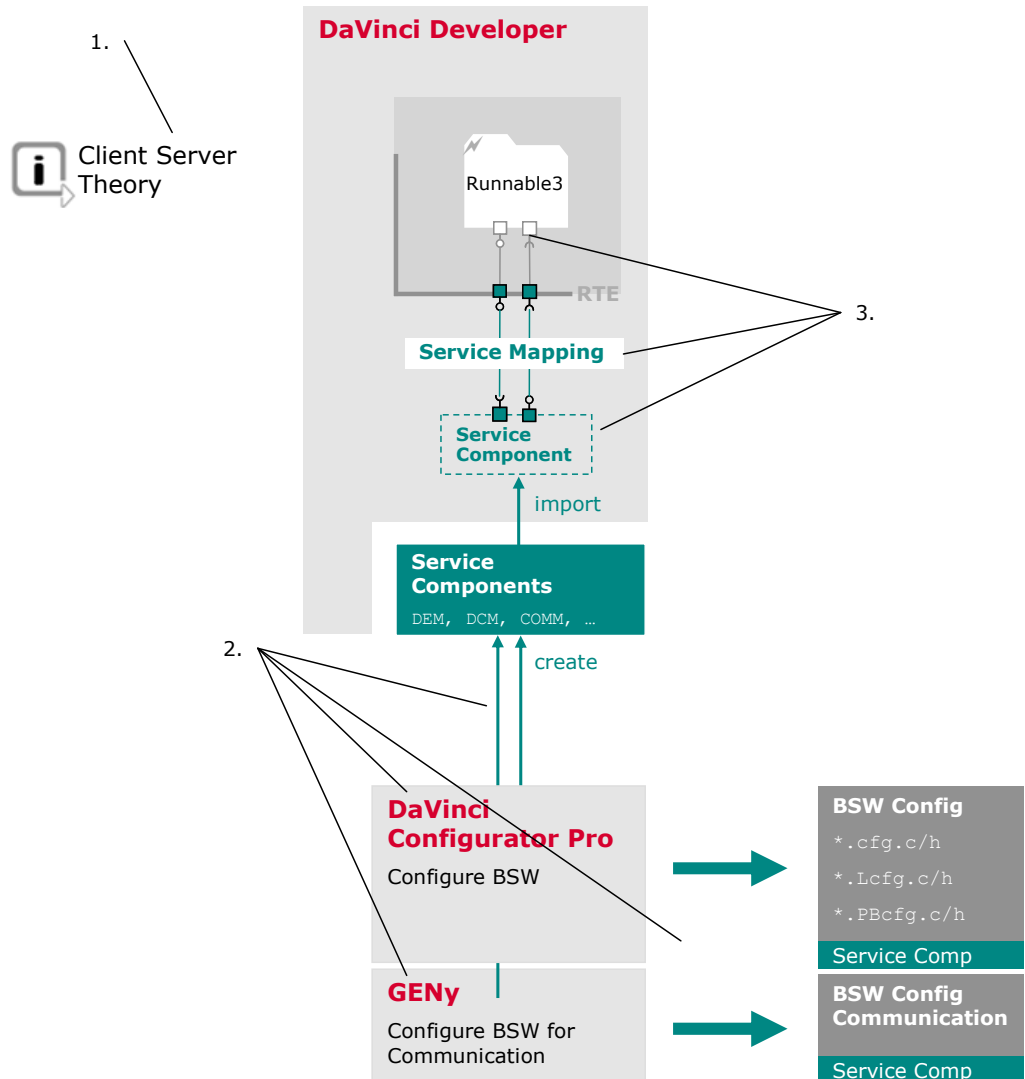 DaVinci Developer
1.
Client Server
Theory
Runnable3
RTE
3.
Service Mapping
Service
Component
import
Service
Components
DEM, DCM, COMM, …
2.
create
DaVinci
Configurator Pro
Configure BSW
BSW Config
*.cfg.c/h
*.Lcfg.c/h
*.PBcfg.c/h
Service Comp
GENy
Configure BSW for
Communication
BSW Config
Communication
Service Comp